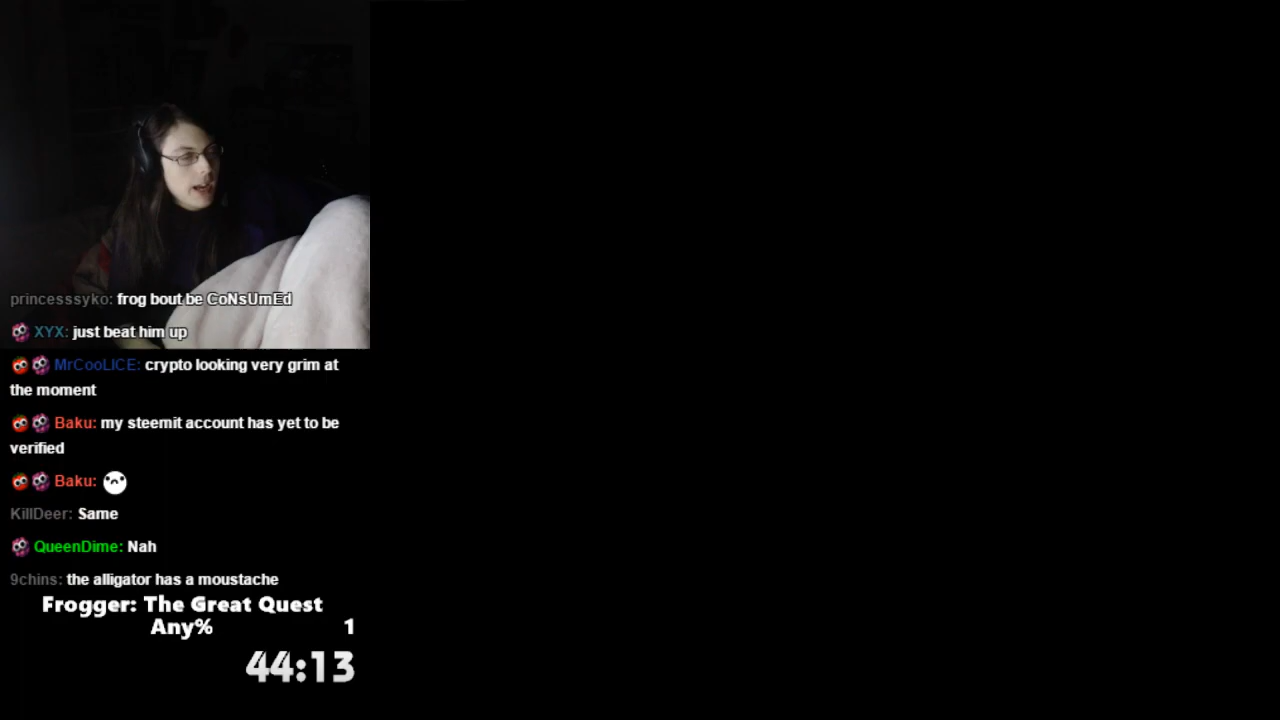 princesssyko: frog bout be CoNsUmEd
XYX: just beat him up
MrCooLICE: crypto looking very grim at
the moment
Baku: my steemit account has yet to be
verified
Baku:
KillDeer: Same
QueenDime: Nah
9chins: the alligator has a moustache
Frogger: The Great Quest
Any% 1
44:13